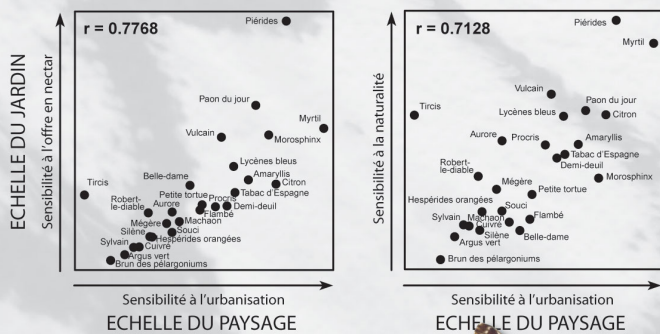 ECHELLE DU JARDIN
Sensibilité à l'offre en nectar
r = 0.7768
Piérides
Paon du jour
Myrtil
Vulcain
Morosphinx
Lycènes bleus
Amaryllis
Citron
Belle-dame
Tabac d'Espagne
Tircis
Petite tortue
Procris
Demi-deuil
Robert-
le-diable
Aurore
Flambé
Mégère
Machaon
Silène
Souci
Hespérides orangées
Sylvain
Cuivré
Argus vert
Brun des pélargoniums
Sensibilité à l'urbanisation
ECHELLE DU PAYSAGE
Sensibilité à la naturalité
r = 0.7128
Piérides
Myrtil
Vulcain
Tircis
Paon du jour
Lycènes bleus
Citron
Aurore
Procris
Amaryllis
Tabac d'Espagne
Demi-deuil
Robert-
le-diable
Morosphinx
Mégère
Petite tortue
Hespérides orangées
Souci
Sylvain
Machaon
Flambé
Cuivré
Silène
Belle-dame
Argus vert
Brun des pélargoniums
Sensibilité à l'urbanisation
ECHELLE DU PAYSAGE